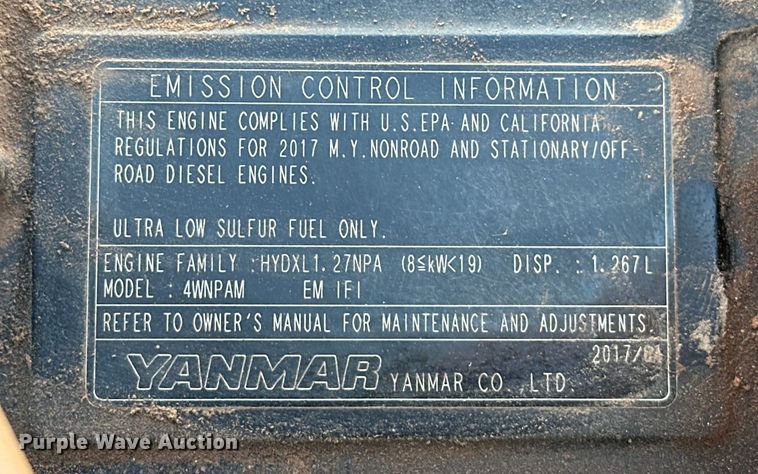 EMISSION CONTROL INFORMATION
THIS ENGINE COMPLIES WITH U.S.EPA AND CALIFORNIA
REGULATIONS FOR 2017 M.Y.NONROAD AND STATIONARY/OFF-
ROAD DIESEL ENGINES.
ULTRA LOW SULFUR FUEL ONLY.
ENGINE FAMILY :HYDXL1.27NPA (8≦kW<19) DISP. :1.267L
MODEL :4WNPAM EM IFI
REFER TO OWNER'S MANUAL FOR MAINTENANCE AND ADJUSTMENTS.
YANMAR YANMAR CO.,LTD.
Purple Wave Auction